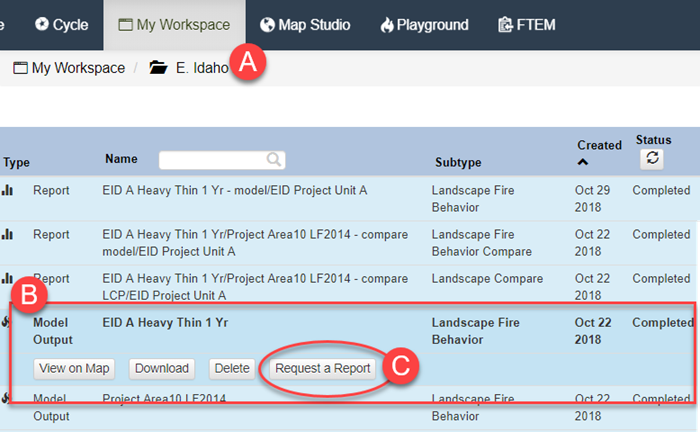 e Cycle My Workspace Map Studio Playground FTEM
My Workspace / E. Idaho A
Type Name Subtype Created Status
Report EID A Heavy Thin 1 Yr - model/EID Project Unit A Landscape Fire Behavior Oct 29 2018 Completed
Report EID A Heavy Thin 1 Yr/Project Area10 LF2014 - compare model/EID Project Unit A Landscape Fire Behavior Compare Oct 22 2018 Completed
Report EID A Heavy Thin 1 Yr/Project Area10 LF2014 - compare LCP/EID Project Unit A Landscape Compare Oct 22 2018 Completed
B
Model Output EID A Heavy Thin 1 Yr Landscape Fire Behavior Oct 22 2018 Completed
View on Map Download Delete Request a Report C
Model Output Project Area10 LF2014 Landscape Fire Behavior Oct 22 2018 Completed